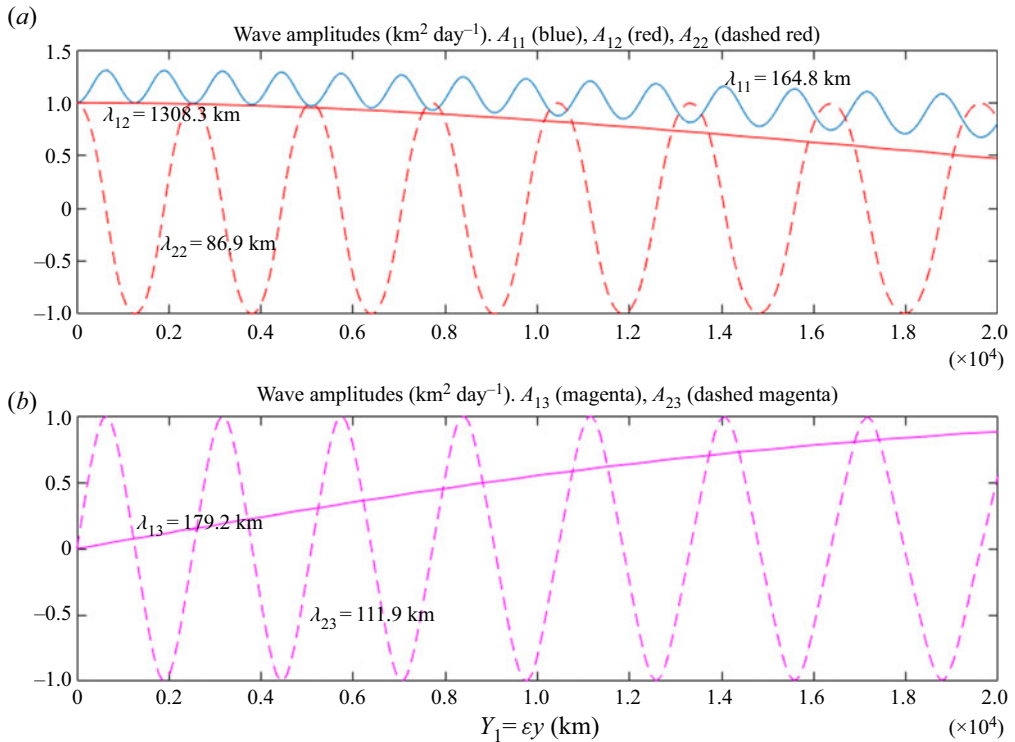 (a)
Wave amplitudes (km² day⁻¹). A₁₁ (blue), A₁₂ (red), A₂₂ (dashed red)
1.5
λ₁₁ = 164.8 km
1.0
λ₁₂ = 1308.3 km
0.5
0
λ₂₂ = 86.9 km
–0.5
–1.0
0 0.2 0.4 0.6 0.8 1.0 1.2 1.4 1.6 1.8 2.0
(×10⁴)
(b)
Wave amplitudes (km² day⁻¹). A₁₃ (magenta), A₂₃ (dashed magenta)
1.0
0.5
λ₁₃ = 179.2 km
0
–0.5
λ₂₃ = 111.9 km
–1.0
0 0.2 0.4 0.6 0.8 1.0 1.2 1.4 1.6 1.8 2.0
Y₁ = εy (km)
(×10⁴)